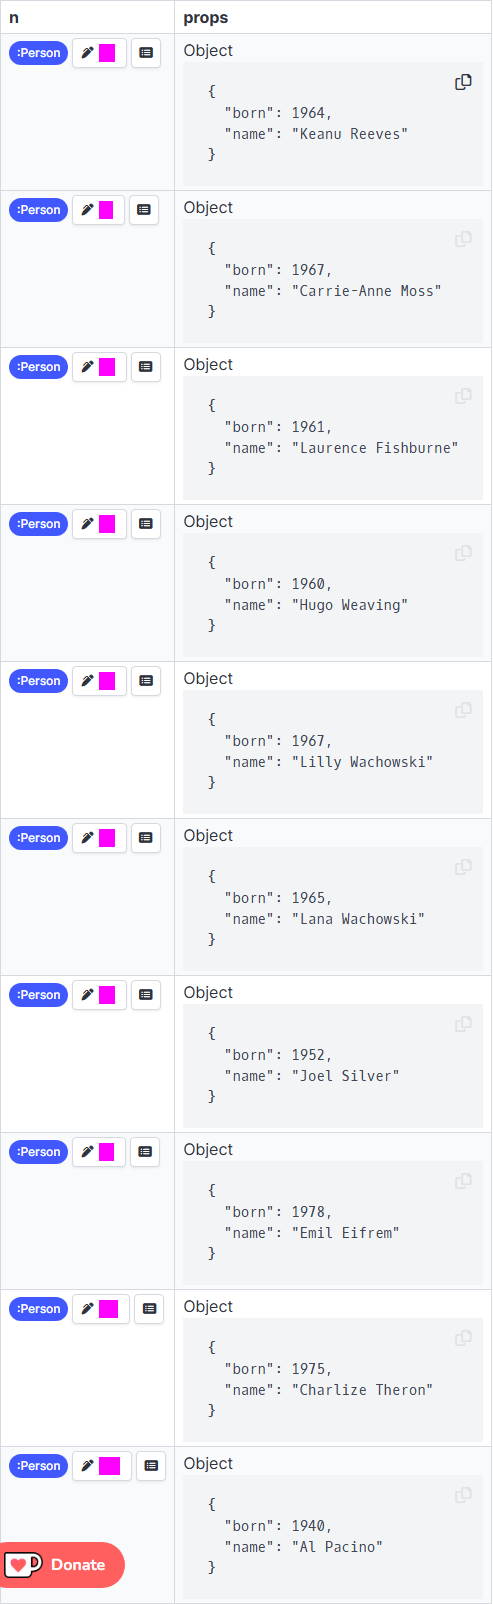 n props
:Person Object
{
"born": 1964,
"name": "Keanu Reeves"
}
:Person Object
{
"born": 1967,
"name": "Carrie-Anne Moss"
}
:Person Object
{
"born": 1961,
"name": "Laurence Fishburne"
}
:Person Object
{
"born": 1960,
"name": "Hugo Weaving"
}
:Person Object
{
"born": 1967,
"name": "Lilly Wachowski"
}
:Person Object
{
"born": 1965,
"name": "Lana Wachowski"
}
:Person Object
{
"born": 1952,
"name": "Joel Silver"
}
:Person Object
{
"born": 1978,
"name": "Emil Eifrem"
}
:Person Object
{
"born": 1975,
"name": "Charlize Theron"
}
:Person Object
{
"born": 1940,
"name": "Al Pacino"
}
Donate